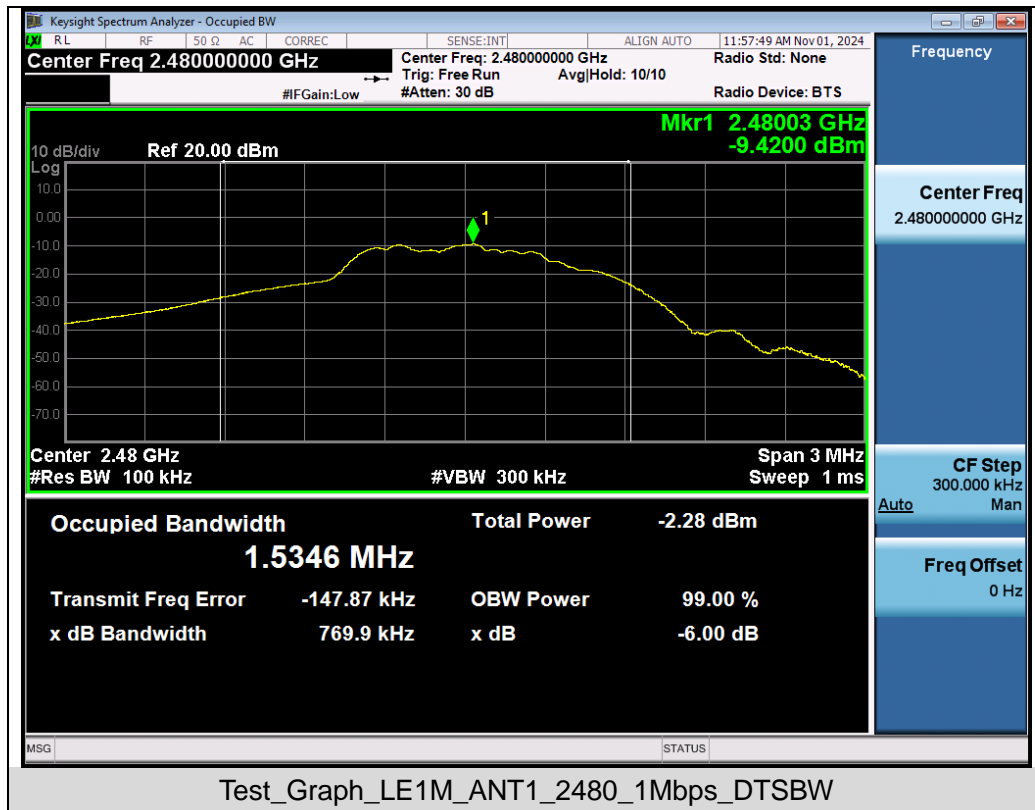 Keysight Spectrum Analyzer - Occupied BW
LXI RL RF 50 Ω AC CORREC SENSE:INT ALIGN AUTO 11:57:49 AM Nov 01, 2024
Center Freq 2.480000000 GHz
Center Freq: 2.480000000 GHz
Radio Std: None
Trig: Free Run Avg|Hold: 10/10
#IFGain:Low
#Atten: 30 dB
Radio Device: BTS
Frequency
Mkr1 2.48003 GHz
-9.4200 dBm
10 dB/div Ref 20.00 dBm
Log
10.0
0.00
-10.0
-20.0
-30.0
-40.0
-50.0
-60.0
-70.0
1
Center 2.48 GHz
Span 3 MHz
#Res BW 100 kHz
#VBW 300 kHz
Sweep 1 ms
Center Freq
2.480000000 GHz
CF Step
300.000 kHz
Auto Man
Freq Offset
0 Hz
Occupied Bandwidth
1.5346 MHz
Total Power -2.28 dBm
Transmit Freq Error -147.87 kHz
OBW Power 99.00 %
x dB Bandwidth 769.9 kHz
x dB -6.00 dB
MSG
STATUS
Test_Graph_LE1M_ANT1_2480_1Mbps_DTSBW